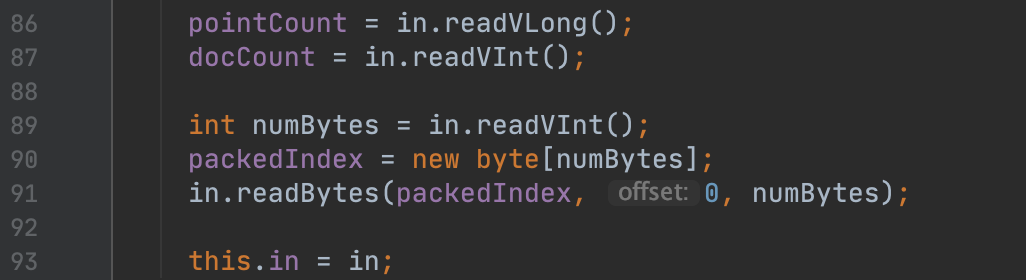 86 pointCount = in.readVLong();
87 docCount = in.readVInt();
88
89 int numBytes = in.readVInt();
90 packedIndex = new byte[numBytes];
91 in.readBytes(packedIndex, offset: 0, numBytes);
92
93 this.in = in;